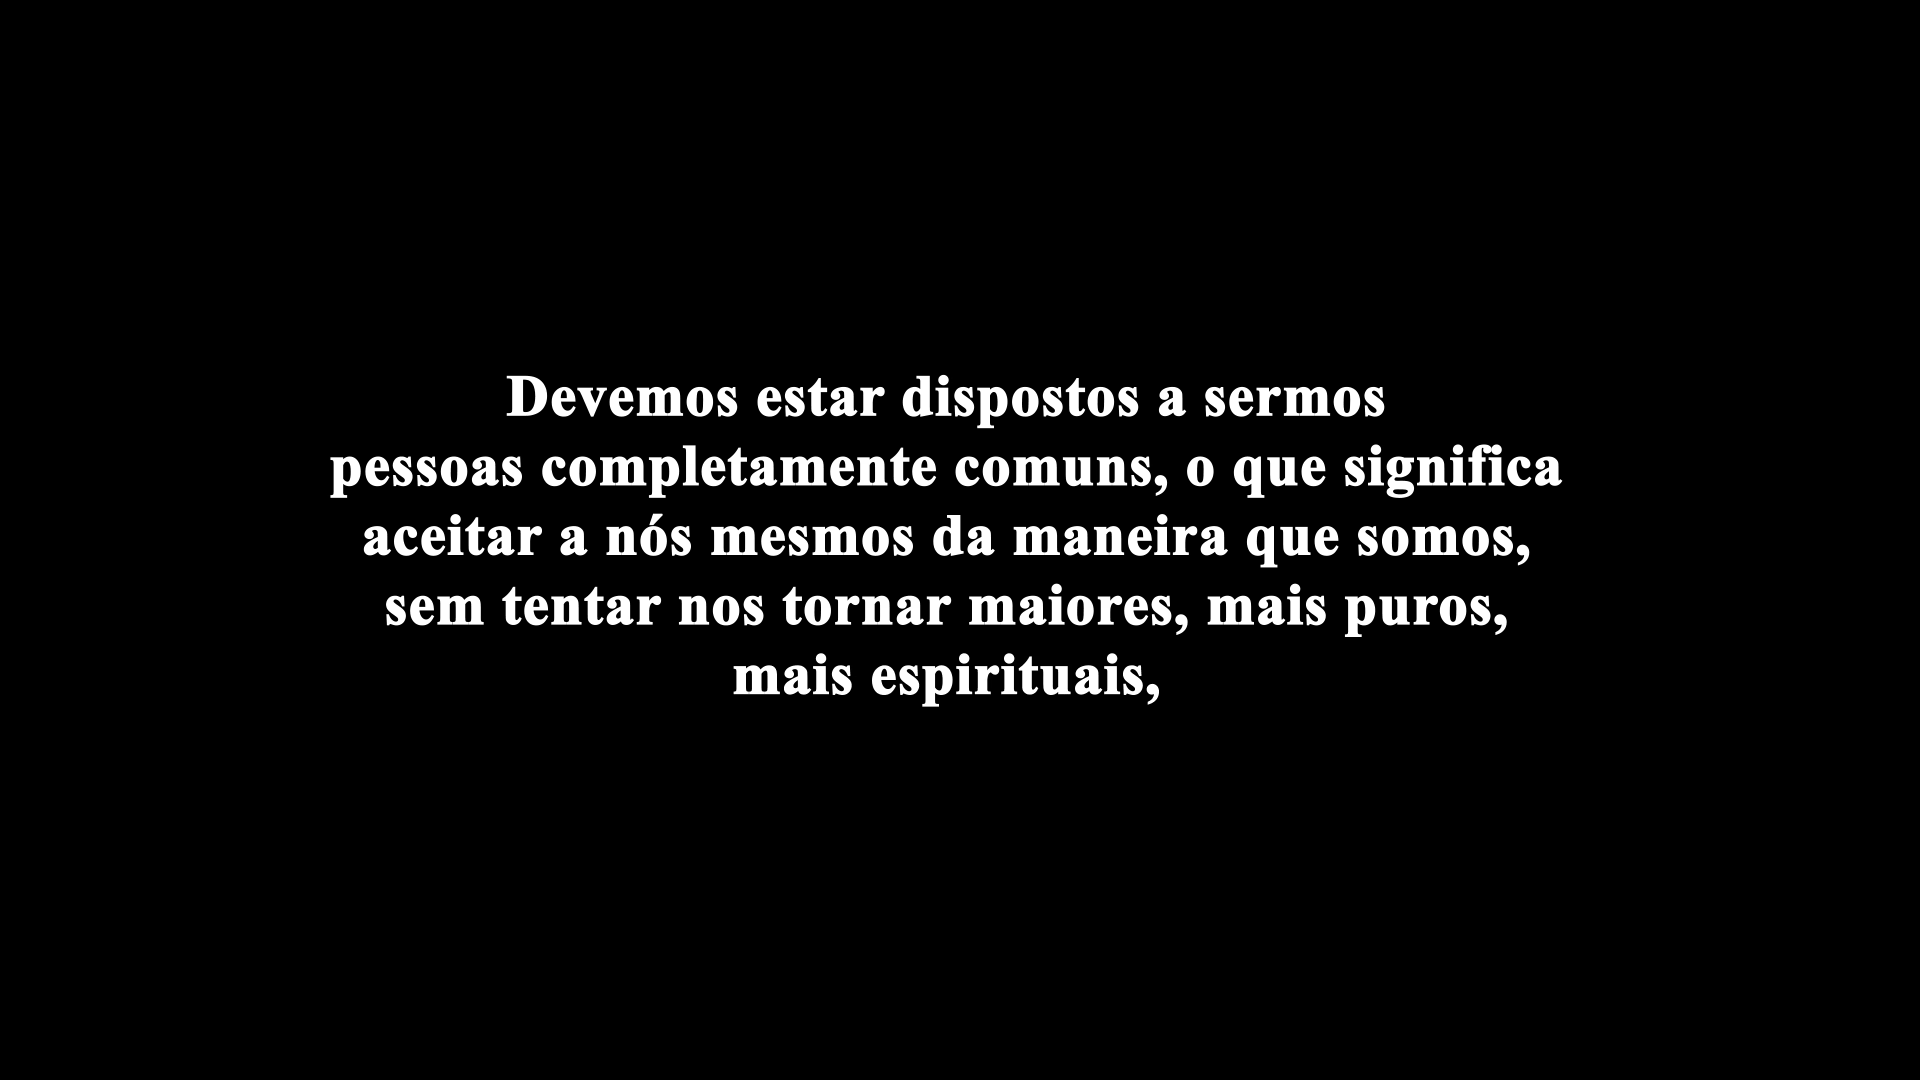 Devemos estar dispostos a sermos
pessoas completamente comuns, o que significa
aceitar a nós mesmos da maneira que somos,
sem tentar nos tornar maiores, mais puros,
mais espirituais,